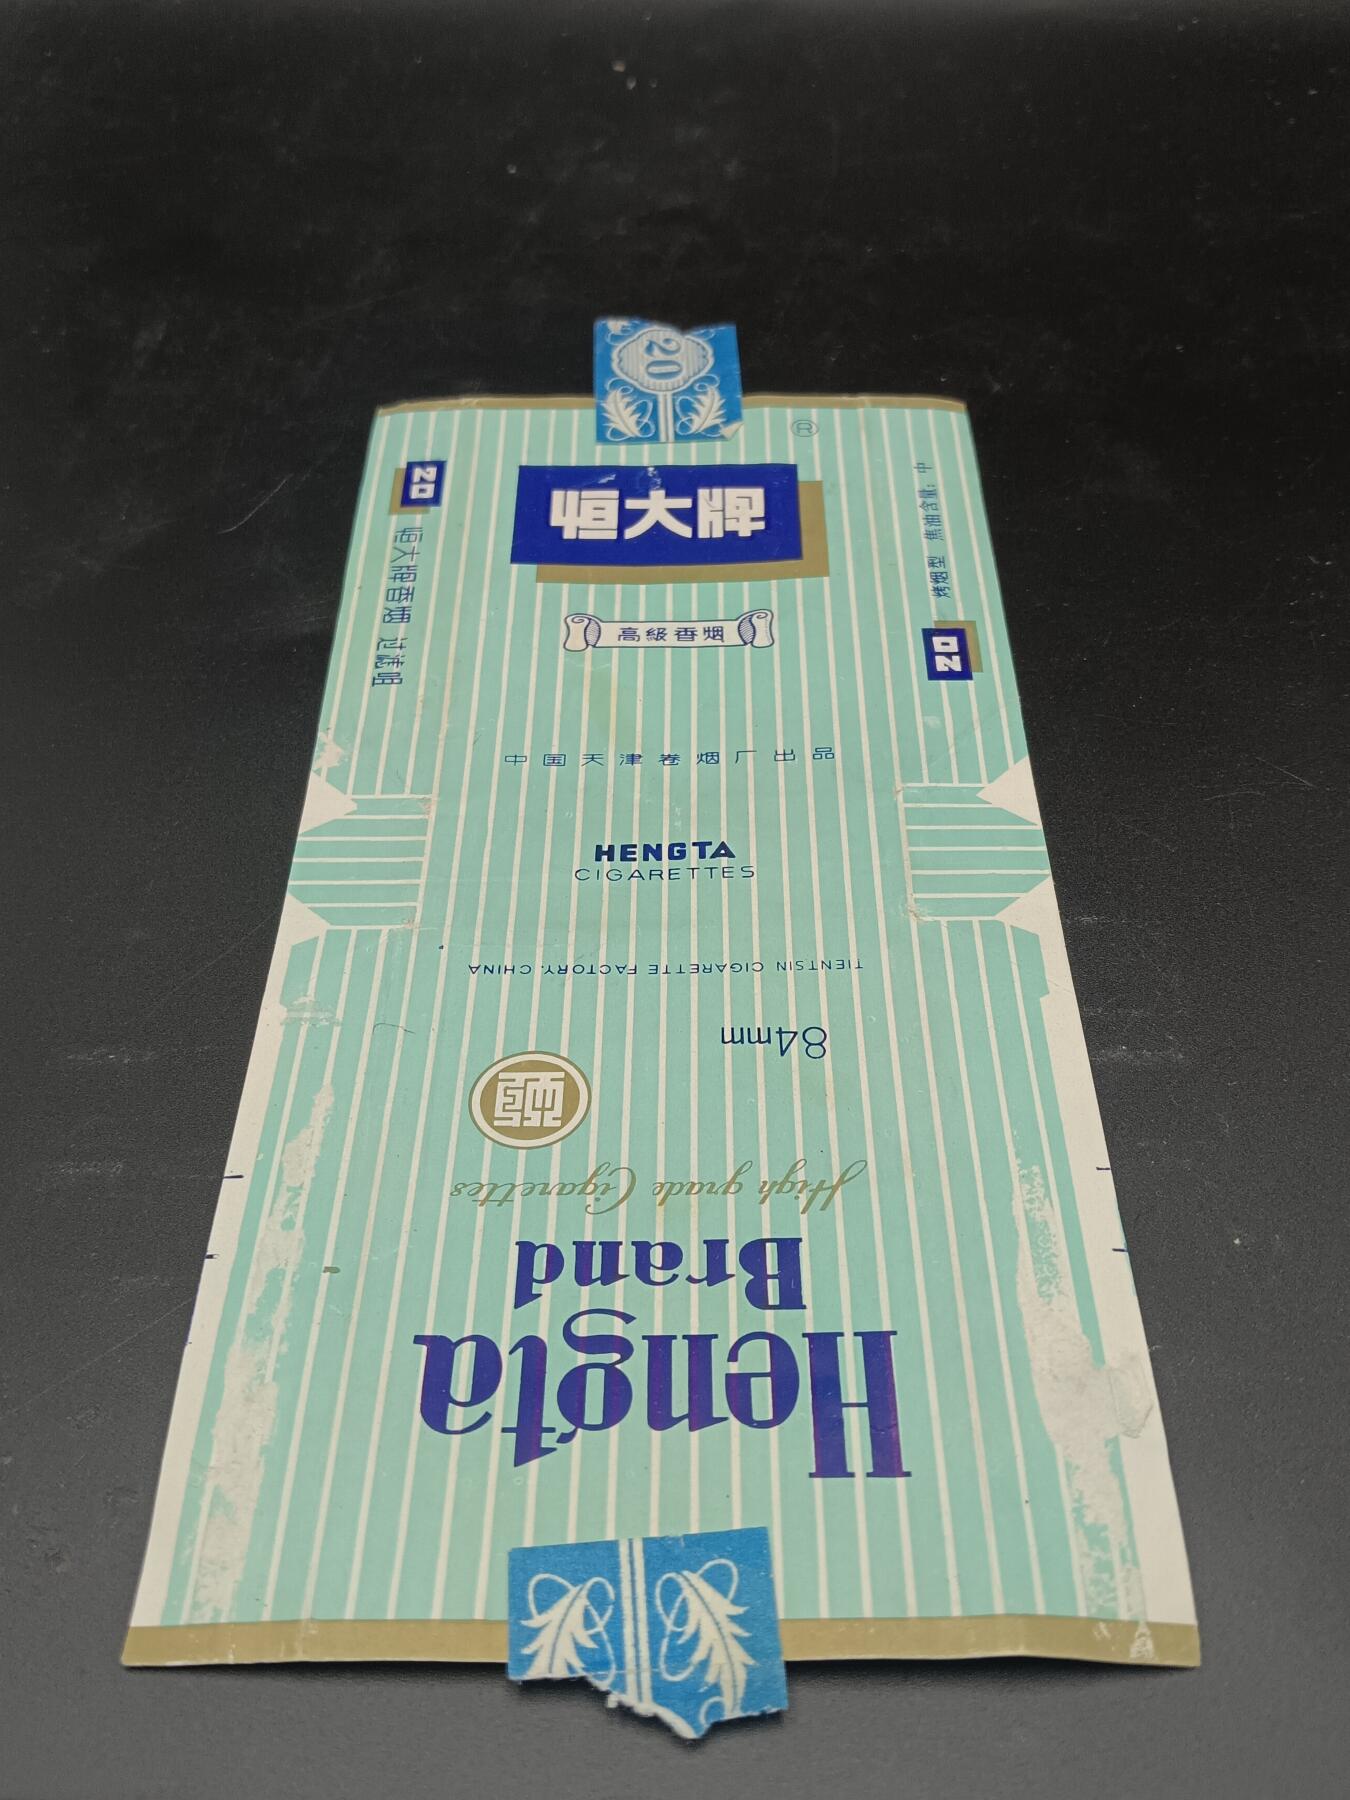 20
®
恒大牌
20
恒大牌香烟 过滤咀
烤烟型 焦油含量：中
20
高級香烟
中国天津卷烟厂出品
HENGTA
CIGARETTES
TIENTSIN CIGARETTE FACTORY. CHINA
84mm
High grade Cigarettes
Hengta
Brand